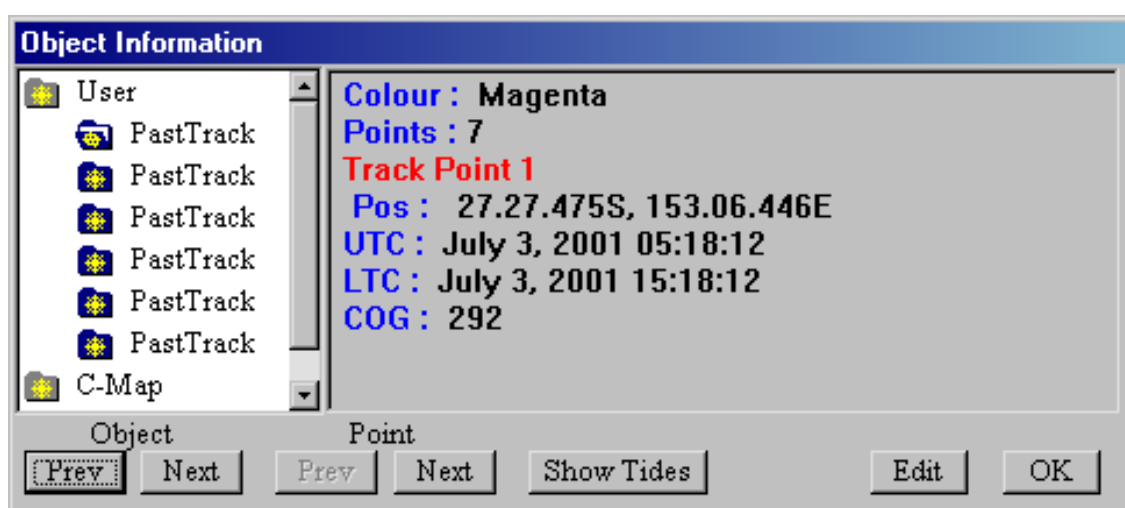 Object Information
User
PastTrack
PastTrack
PastTrack
PastTrack
PastTrack
PastTrack
C-Map
Colour : Magenta
Points : 7
Track Point 1
Pos : 27.27.475S, 153.06.446E
UTC : July 3, 2001 05:18:12
LTC : July 3, 2001 15:18:12
COG : 292
Object Point
Prev Next Prev Next Show Tides Edit OK